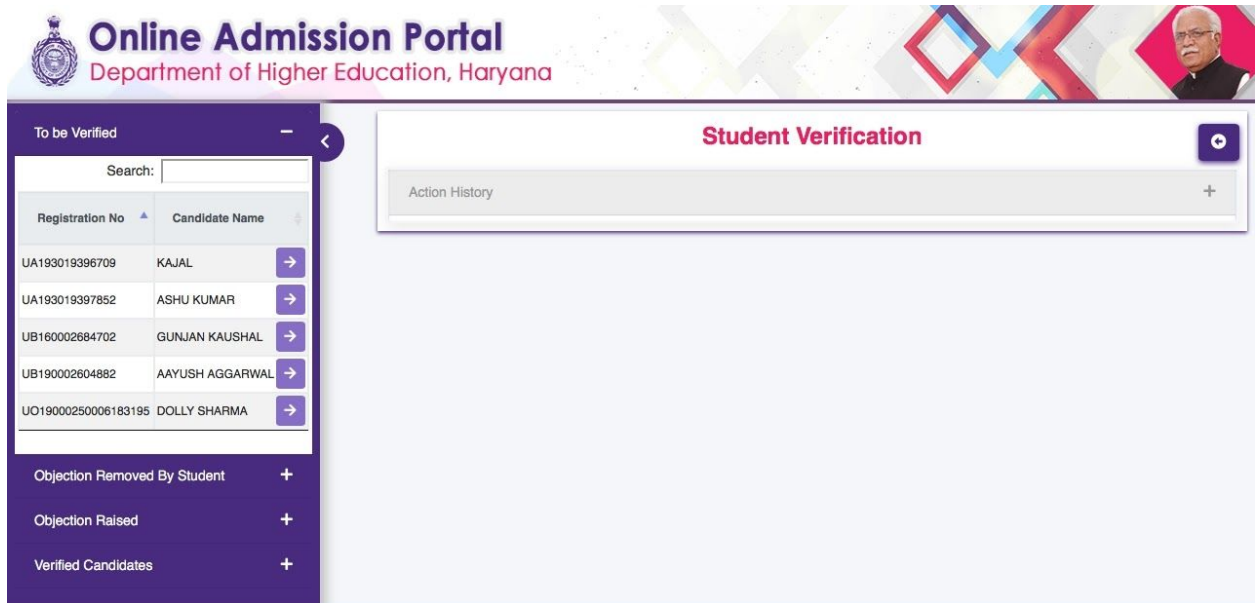 Online Admission Portal
Department of Higher Education, Haryana
To be Verified
Search:
Registration No Candidate Name
UA193019396709 KAJAL
UA193019397852 ASHU KUMAR
UB160002684702 GUNJAN KAUSHAL
UB190002604882 AAYUSH AGGARWAL
UO19000250006183195 DOLLY SHARMA
Objection Removed By Student
Objection Raised
Verified Candidates
Student Verification
Action History